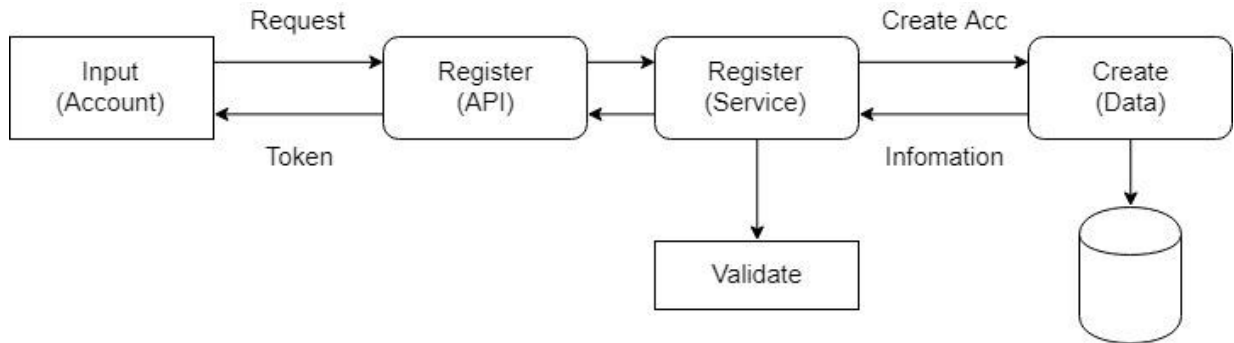 Request
Create Acc
Input
(Account)
Register
(API)
Register
(Service)
Create
(Data)
Token
Infomation
Validate